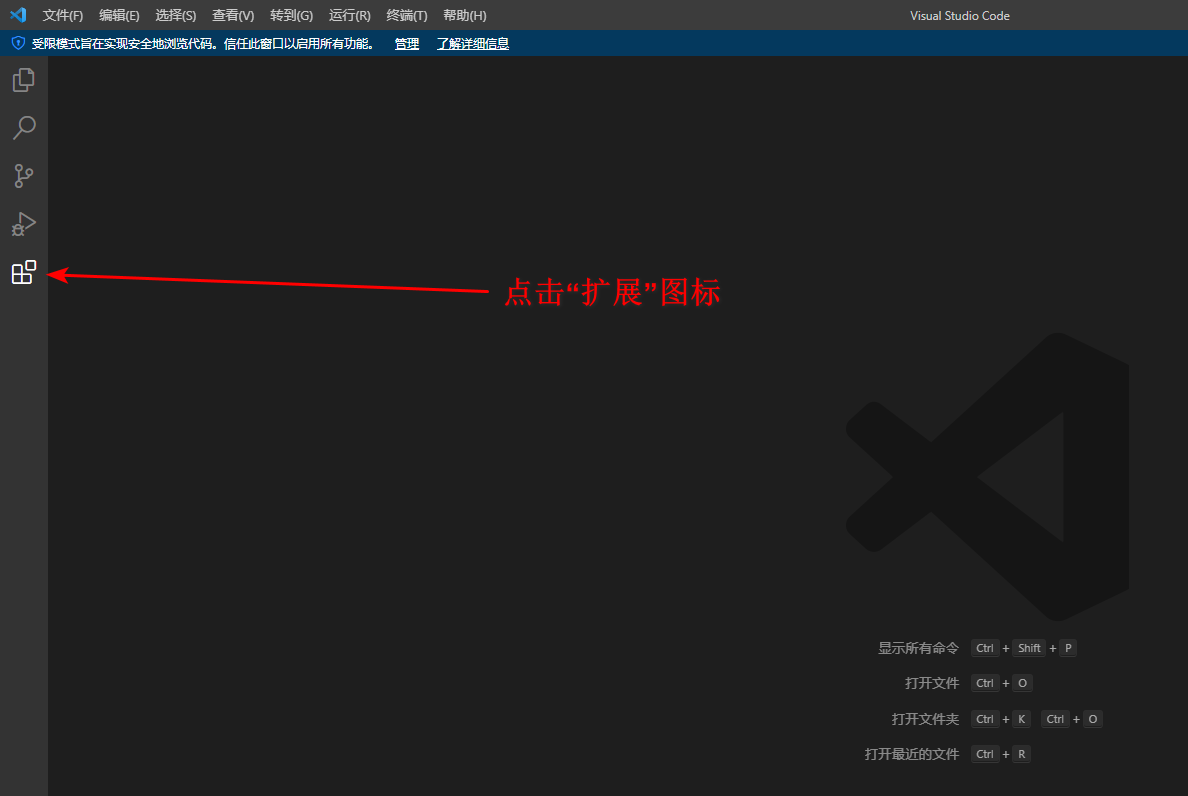 文件(F) 编辑(E) 选择(S) 查看(V) 转到(G) 运行(R) 终端(T) 帮助(H) Visual Studio Code
受限模式旨在实现安全地浏览代码。信任此窗口以启用所有功能。 管理 了解详细信息
点击“扩展”图标
显示所有命令 Ctrl + Shift + P
打开文件 Ctrl + O
打开文件夹 Ctrl + K Ctrl + O
打开最近的文件 Ctrl + R